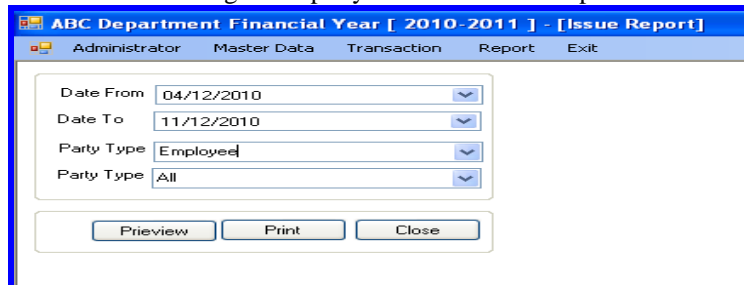 ABC Department Financial Year [ 2010-2011 ] - [Issue Report]
Administrator Master Data Transaction Report Exit
Date From 04/12/2010
Date To 11/12/2010
Party Type Employee
Party Type All
Prieview Print Close